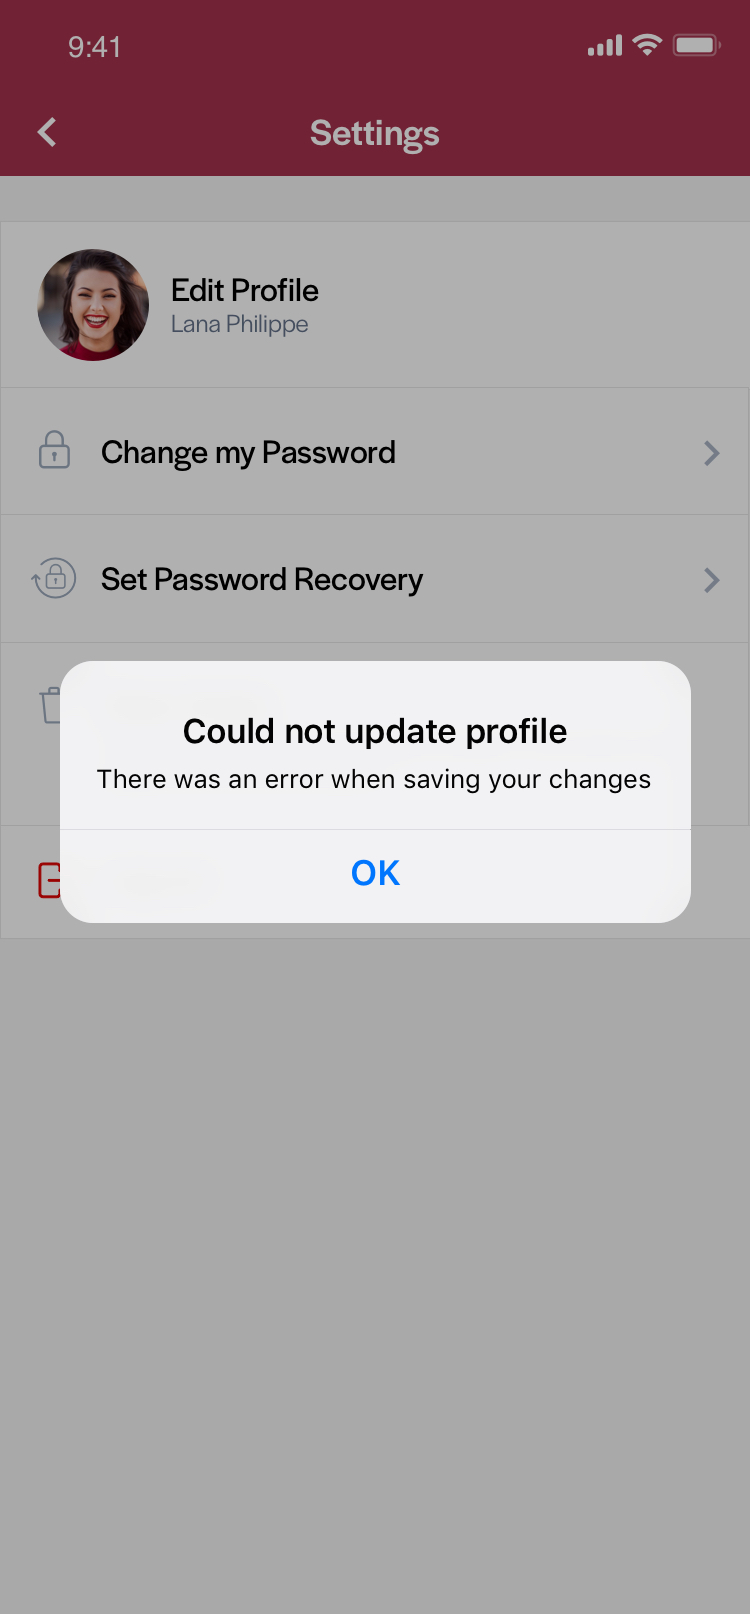 9:41
Settings
Edit Profile
Lana Philippe
Change my Password
Set Password Recovery
Could not update profile
There was an error when saving your changes
OK